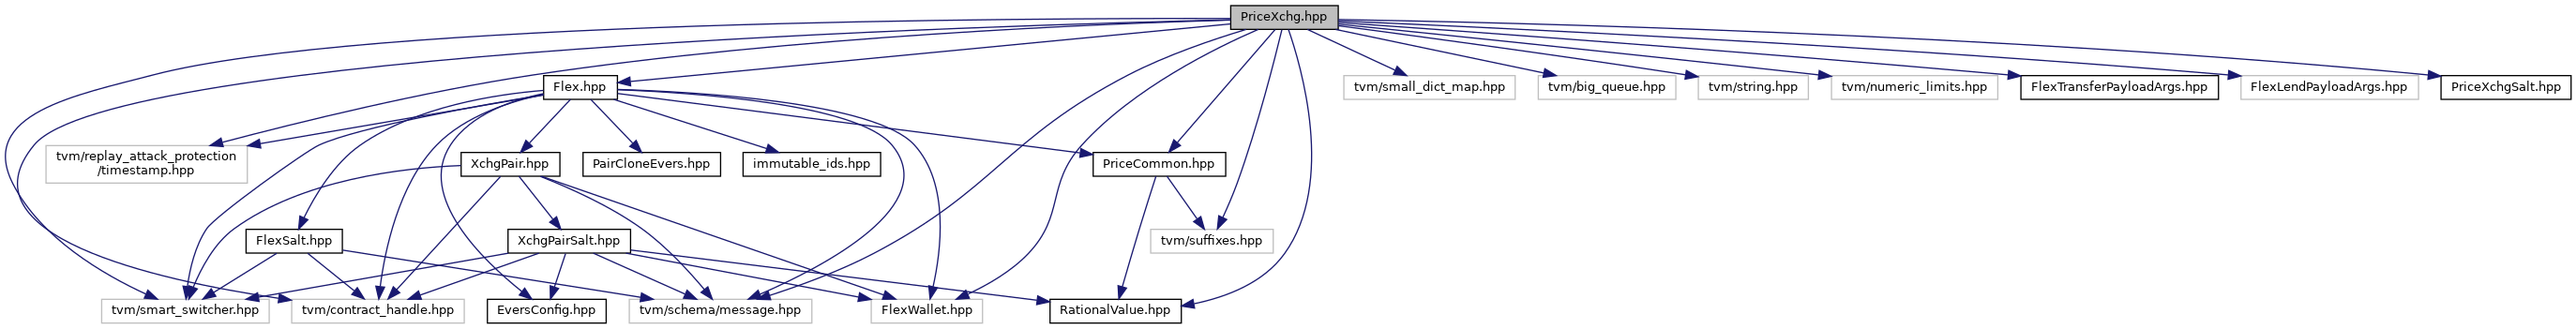 PriceXchg.hpp
Flex.hpp
tvm/small_dict_map.hpp
tvm/big_queue.hpp
tvm/string.hpp
tvm/numeric_limits.hpp
FlexTransferPayloadArgs.hpp
FlexLendPayloadArgs.hpp
PriceXchgSalt.hpp
tvm/replay_attack_protection
/timestamp.hpp
XchgPair.hpp
PairCloneEvers.hpp
immutable_ids.hpp
PriceCommon.hpp
FlexSalt.hpp
XchgPairSalt.hpp
tvm/suffixes.hpp
tvm/smart_switcher.hpp
tvm/contract_handle.hpp
EversConfig.hpp
tvm/schema/message.hpp
FlexWallet.hpp
RationalValue.hpp